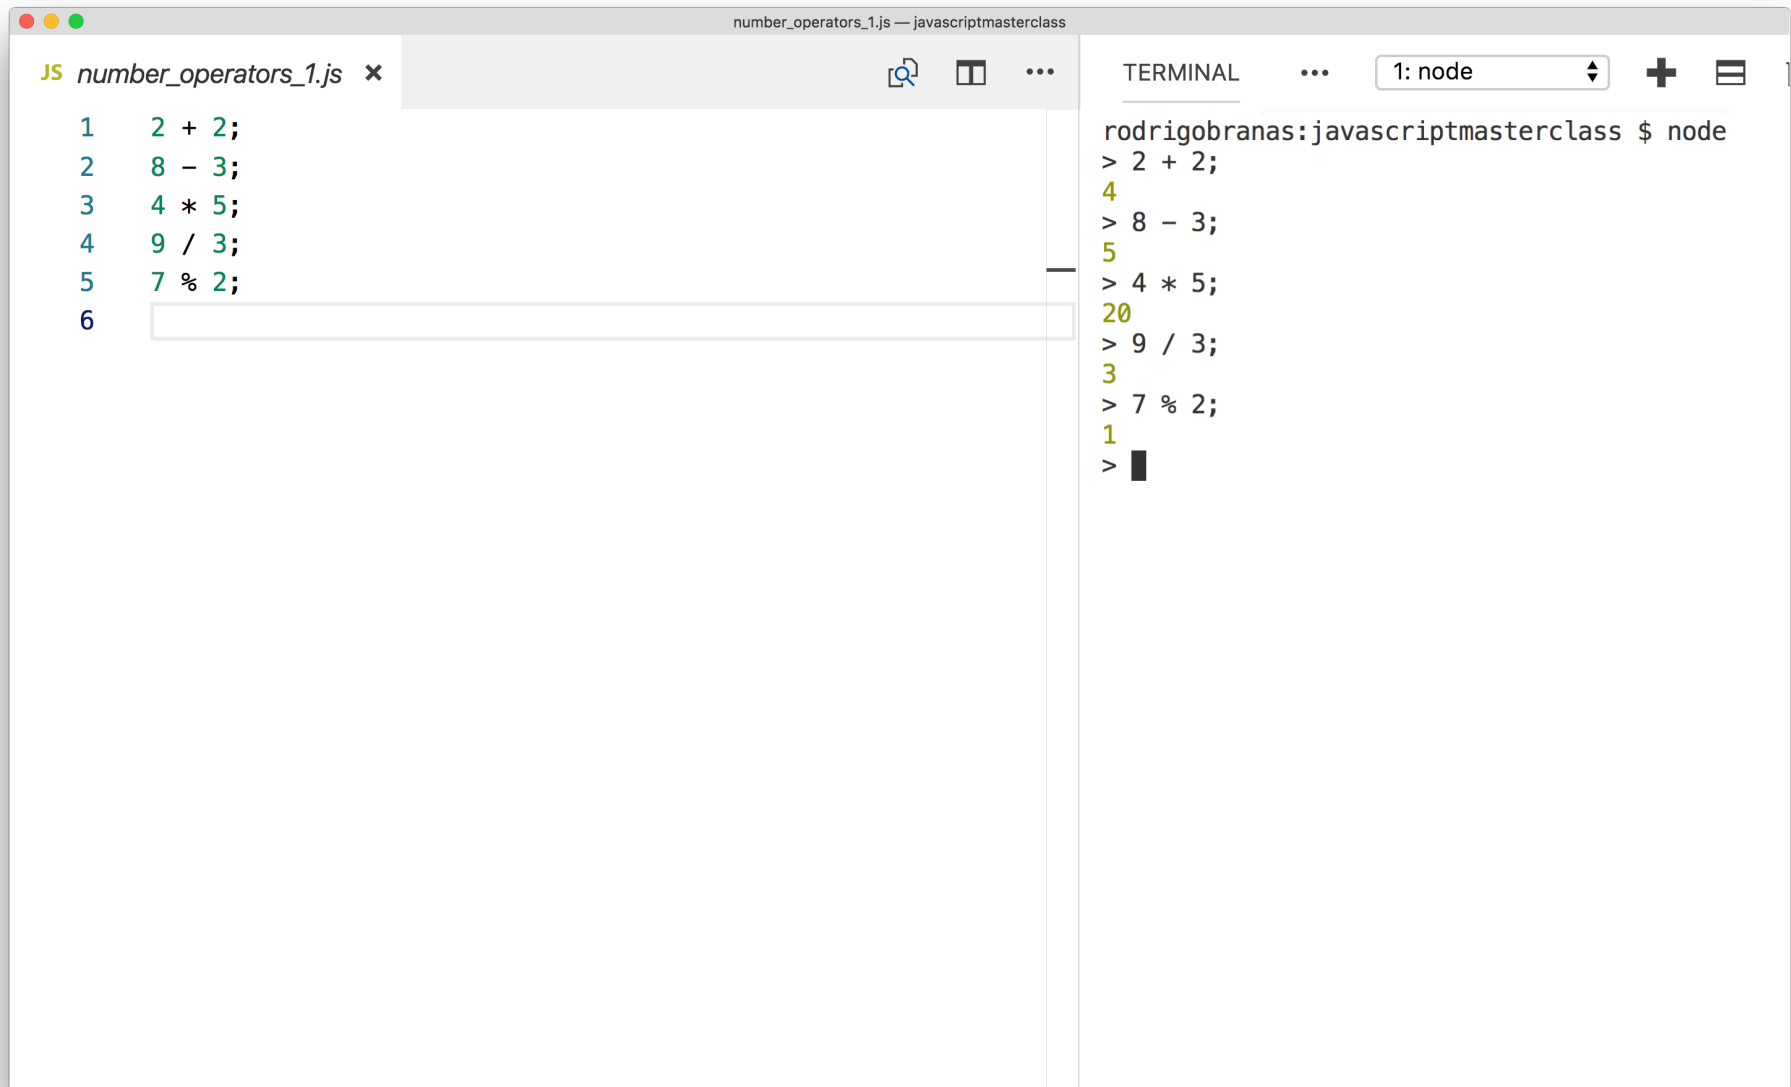 number_operators_1.js — javascriptmasterclass
JS number_operators_1.js
1 2 + 2;
2 8 - 3;
3 4 * 5;
4 9 / 3;
5 7 % 2;
6
TERMINAL
1: node
rodrigobranas:javascriptmasterclass $ node
> 2 + 2;
4
> 8 - 3;
5
> 4 * 5;
20
> 9 / 3;
3
> 7 % 2;
1
>